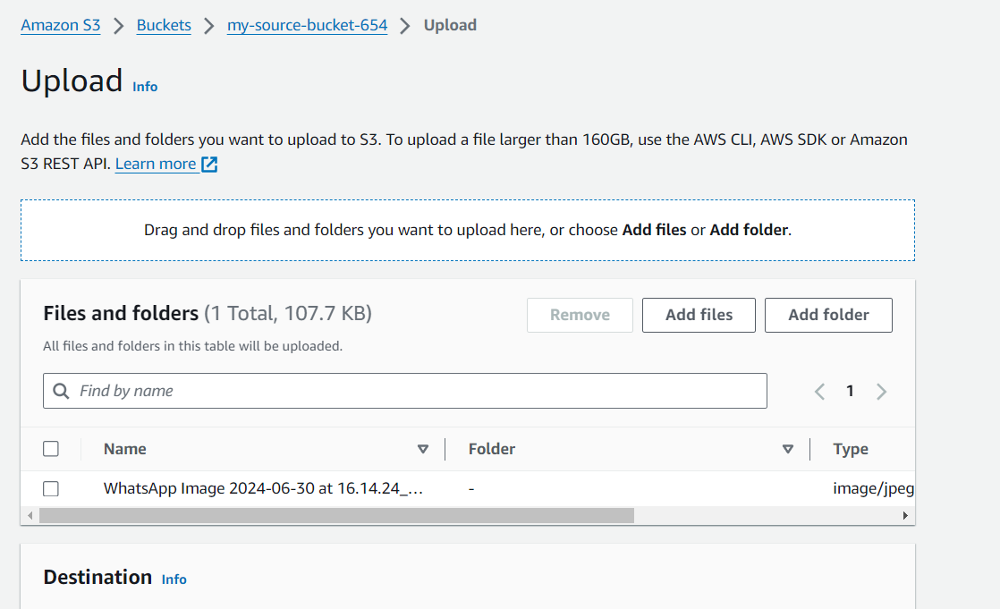 Amazon S3 > Buckets > my-source-bucket-654 > Upload
Upload Info
Add the files and folders you want to upload to S3. To upload a file larger than 160GB, use the AWS CLI, AWS SDK or Amazon
S3 REST API. Learn more
Drag and drop files and folders you want to upload here, or choose Add files or Add folder.
Files and folders (1 Total, 107.7 KB)
Remove Add files Add folder
All files and folders in this table will be uploaded.
Find by name
1
Name Folder Type
WhatsApp Image 2024-06-30 at 16.14.24_... - image/jpeg
Destination Info